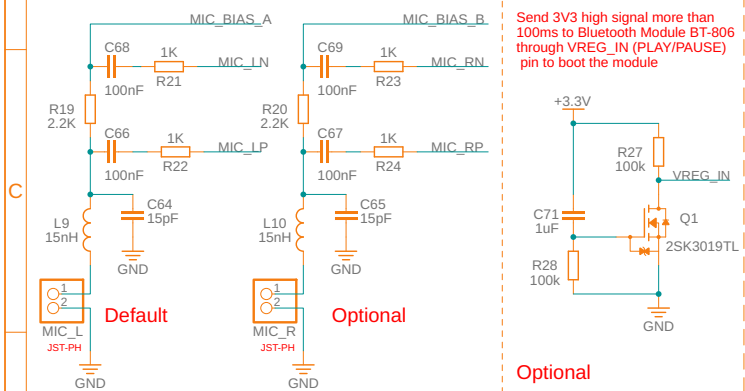 MIC_BIAS_A
C68
1K
MIC_LN
100nF
R21
R19
2.2K
C66
1K
MIC_LP
100nF
R22
C64
15pF
L9
15nH
GND
1
2
Default
MIC_L
JST-PH
GND
MIC_BIAS_B
C69
1K
MIC_RN
100nF
R23
R20
2.2K
C67
1K
MIC_RP
100nF
R24
C65
15pF
L10
15nH
GND
1
2
Optional
MIC_R
JST-PH
GND
Send 3V3 high signal more than
100ms to Bluetooth Module BT-806
through VREG_IN (PLAY/PAUSE)
pin to boot the module
+3.3V
R27
100k
VREG_IN
C71
1uF
Q1
2SK3019TL
R28
100k
GND
Optional
C